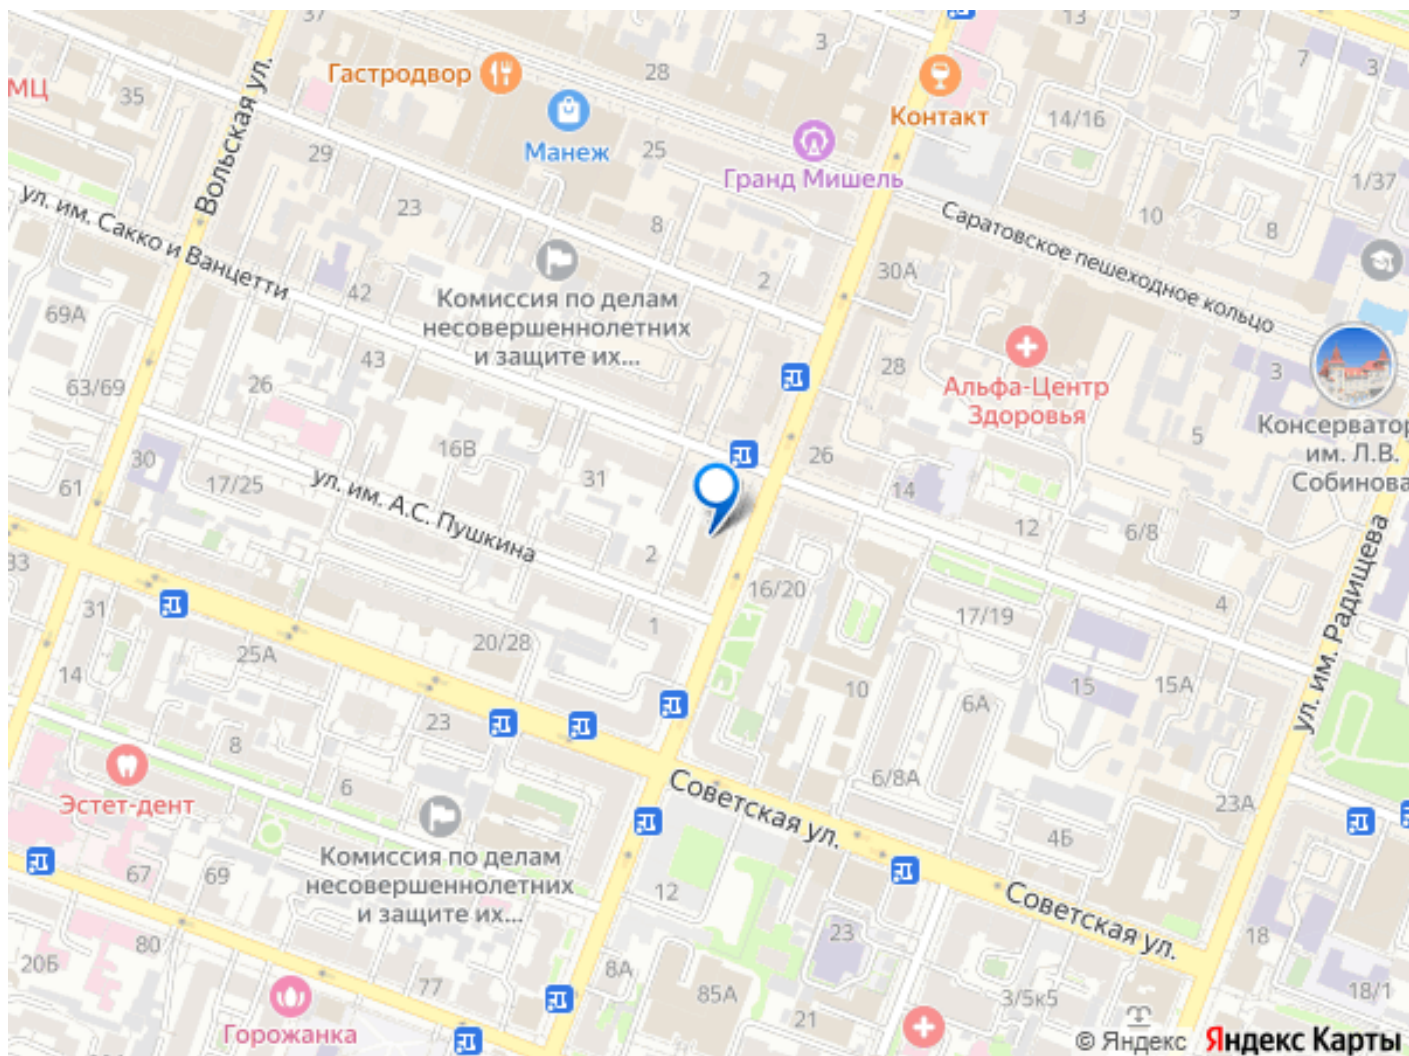 37
13
9
3
7
3
28
Гастродвор
МЦ
35
Контакт
14/16
Манеж
25
29
Гранд Мишель
1/37
Вольская ул.
23
8
10
8
Саратовское пешеходное кольцо
ул. им. Сакко и Ванцетти
30А
2
42
Комиссия по делам
несовершеннолетних
и защите их...
69А
43
28
3
Альфа-Центр
Здоровья
63/69
26
Консерватор
им. Л.В.
Собинова
5
16В
26
30
31
61
17/25
14
ул. им. А.С. Пушкина
12
6/8
2
33
16/20
31
17/19
4
1
20/28
25А
14
10
15
15А
6А
ул. им. Радищева
23
8
6
6/8А
Эстет-дент
Советская ул.
23А
4Б
Комиссия по делам
несовершеннолетних
и защите их...
67
69
12
Советская ул.
80
23
18
20Б
8А
77
85А
3/5к5
18/1
21
Горожанка
© Яндекс Яндекс Карты